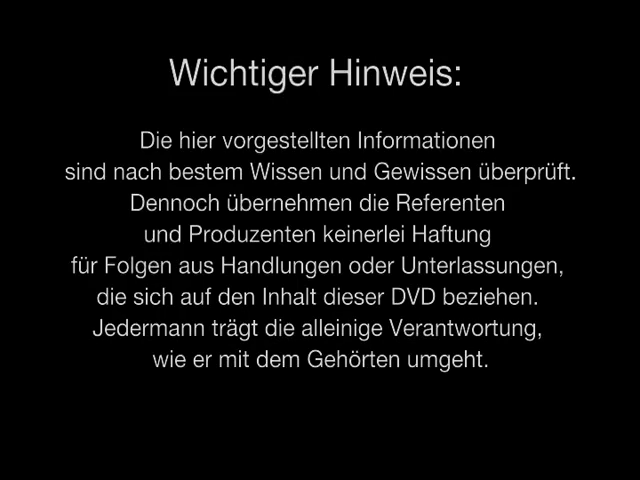 Wichtiger Hinweis:
Die hier vorgestellten Informationen
sind nach bestem Wissen und Gewissen überprüft.
Dennoch übernehmen die Referenten
und Produzenten keinerlei Haftung
für Folgen aus Handlungen oder Unterlassungen,
die sich auf den Inhalt dieser DVD beziehen.
Jedermann trägt die alleinige Verantwortung,
wie er mit dem Gehörten umgeht.